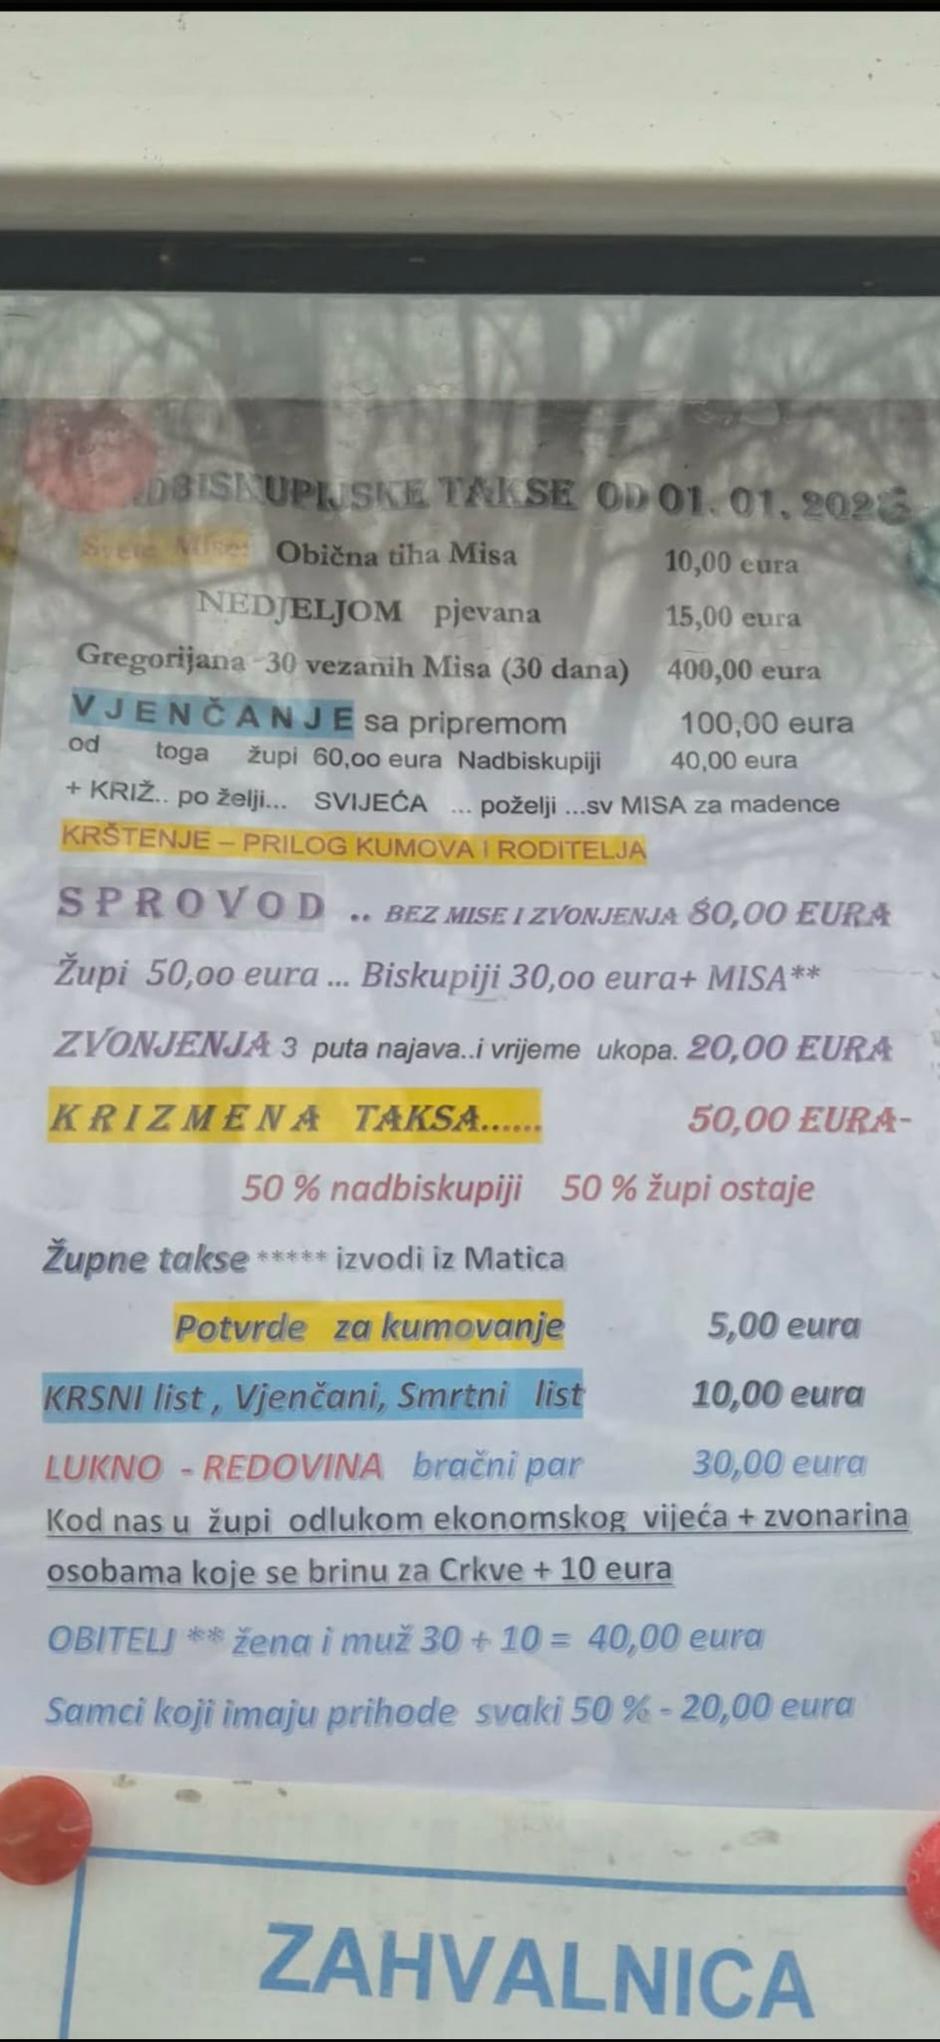 DBISKUPIJSKE TAKSE OD 01. 01. 202
Svete Mise: Obična tiha Misa 10,00 eura
NEDJELJOM pjevana 15,00 eura
Gregorijana -30 vezanih Misa (30 dana) 400,00 eura
VJENČANJE sa pripremom 100,00 eura
od toga župi 60,oo eura Nadbiskupiji 40,00 eura
+ KRIŽ.. po želji... SVIJEĆA ... poželji ...sv MISA za madence
KRŠTENJE – PRILOG KUMOVA I RODITELJA
SPROVOD .. BEZ MISE I ZVONJENJA 80,00 EURA
Župi 50,oo eura ... Biskupiji 30,oo eura+ MISA**
ZVONJENJA 3 puta najava..i vrijeme ukopa. 20,00 EURA
KRIZMENA TAKSA...... 50,00 EURA-
50 % nadbiskupiji 50 % župi ostaje
Župne takse ***** izvodi iz Matica
Potvrde za kumovanje 5,00 eura
KRSNI list , Vjenčani, Smrtni list 10,00 eura
LUKNO - REDOVINA bračni par 30,00 eura
Kod nas u župi odlukom ekonomskog vijeća + zvonarina
osobama koje se brinu za Crkve + 10 eura
OBITELJ ** žena i muž 30 + 10 = 40,00 eura
Samci koji imaju prihode svaki 50 % - 20,00 eura
ZAHVALNICA